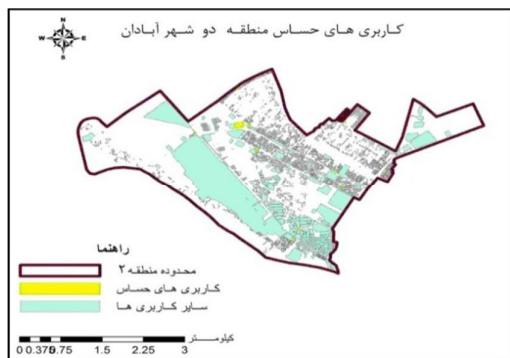 کاربری های حساس منطقه دو شهر آبادان
N
W E
S
راهنما
محدوده منطقه ۲
کاربری های حساس
سایر کاربری ها
کیلومتر
0 0.375 0.75 1.5 2.25 3